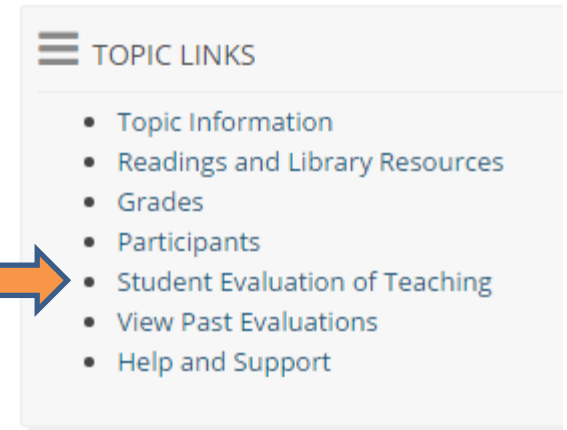 TOPIC LINKS
Topic Information
Readings and Library Resources
Grades
Participants
Student Evaluation of Teaching
View Past Evaluations
Help and Support